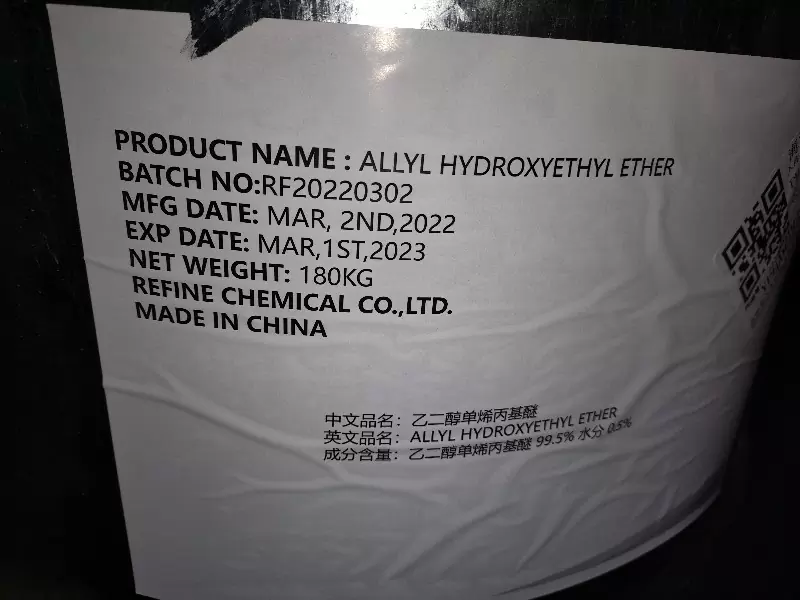 PRODUCT NAME : ALLYL HYDROXYETHYL ETHER
BATCH NO:RF20220302
MFG DATE: MAR, 2ND,2022
EXP DATE: MAR,1ST,2023
NET WEIGHT: 180KG
REFINE CHEMICAL CO.,LTD.
MADE IN CHINA
中文品名：乙二醇单烯丙基醚
英文品名：ALLYL HYDROXYETHYL ETHER
成分含量：乙二醇单烯丙基醚 99.5% 水分 0.5%